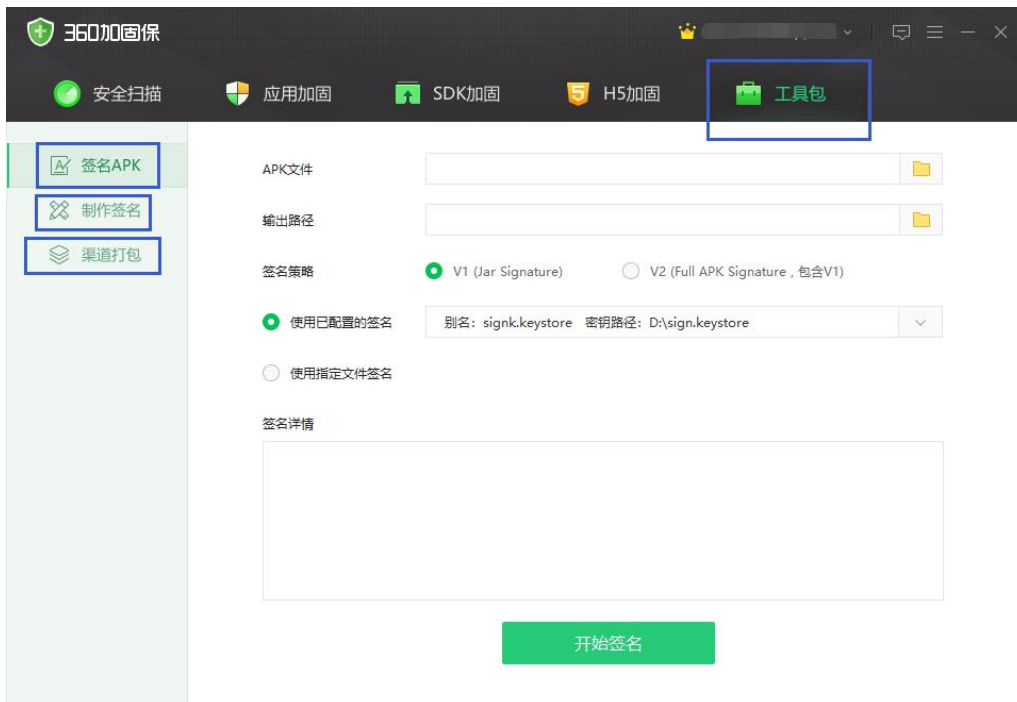 360加固保
安全扫描 应用加固 SDK加固 H5加固 工具包
签名APK
制作签名
渠道打包
APK文件
输出路径
签名策略 V1 (Jar Signature) V2 (Full APK Signature , 包含V1)
使用已配置的签名 别名: signk.keystore 密钥路径: D:\sign.keystore
使用指定文件签名
签名详情
开始签名